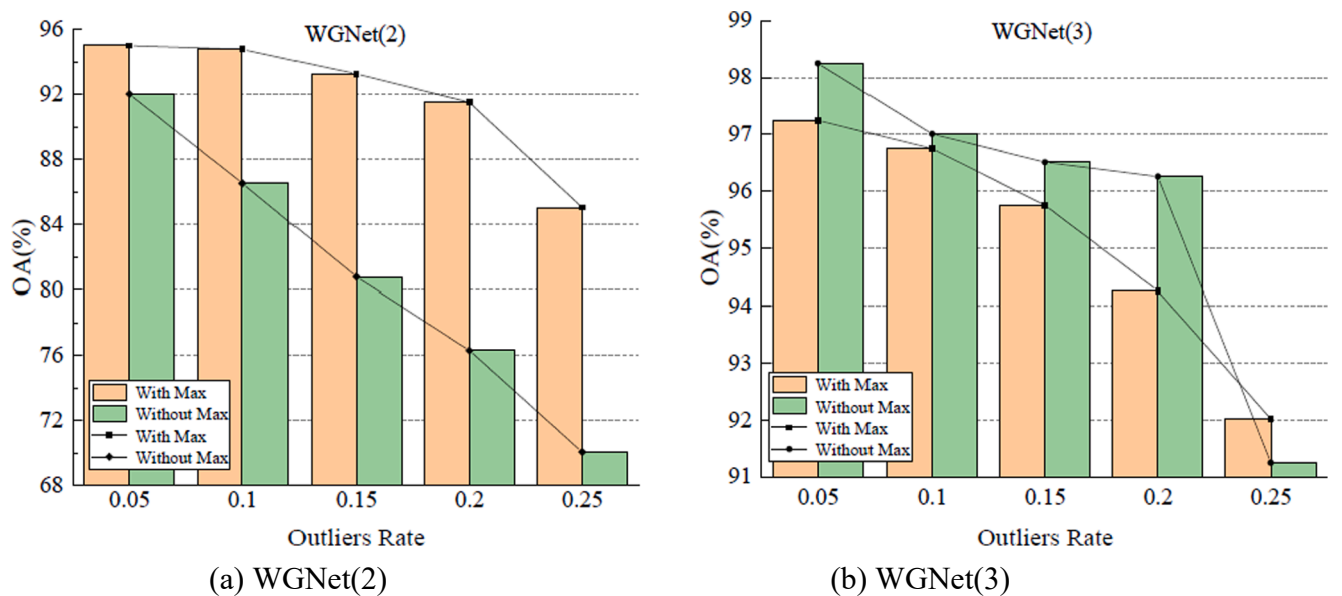 WGNet(2)
OA(%)
96
92
88
84
80
76
72
68
With Max
Without Max
With Max
Without Max
0.05 0.1 0.15 0.2 0.25
Outliers Rate
(a) WGNet(2)
WGNet(3)
OA(%)
99
98
97
96
95
94
93
92
91
With Max
Without Max
With Max
Without Max
0.05 0.1 0.15 0.2 0.25
Outliers Rate
(b) WGNet(3)